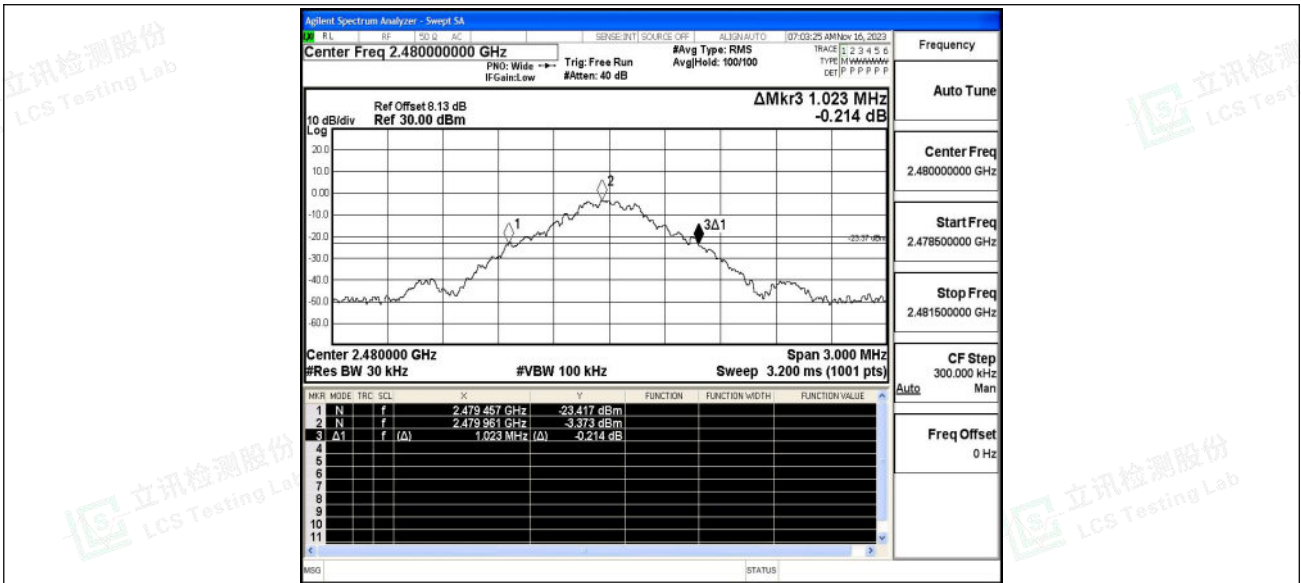 Agilent Spectrum Analyzer - Swept SA
RL RF 50 Ω AC SENSE:INT SOURCE OFF ALIGN AUTO 07:03:25 AM Nov 16, 2023
Center Freq 2.480000000 GHz
#Avg Type: RMS
TRACE 1 2 3 4 5 6
PNO: Wide
Trig: Free Run
Avg|Hold: 100/100
TYPE MWWWWW
IFGain:Low
#Atten: 40 dB
DET P P P P P P
Frequency
Auto Tune
Center Freq
2.480000000 GHz
Start Freq
2.478500000 GHz
Stop Freq
2.481500000 GHz
CF Step
300.000 kHz
Auto Man
Freq Offset
0 Hz
ΔMkr3 1.023 MHz
-0.214 dB
Ref Offset 8.13 dB
10 dB/div Ref 30.00 dBm
Log
20.0
10.0
0.00
-10.0
-20.0
-30.0
-40.0
-50.0
-60.0
1
2
3Δ1
-23.37 dBm
Center 2.480000 GHz Span 3.000 MHz
#Res BW 30 kHz #VBW 100 kHz Sweep 3.200 ms (1001 pts)
MKR MODE TRC SCL X Y FUNCTION FUNCTION WIDTH FUNCTION VALUE
1 N f 2.479 457 GHz -23.417 dBm
2 N f 2.479 961 GHz -3.373 dBm
3 Δ1 f (Δ) 1.023 MHz (Δ) -0.214 dB
4
5
6
7
8
9
10
11
MSG STATUS
立讯检测股份
LCS Testing Lab
立讯检测
LCS Test
立讯检测股份
LCS Testing Lab
立讯检测股份
LCS Testing Lab